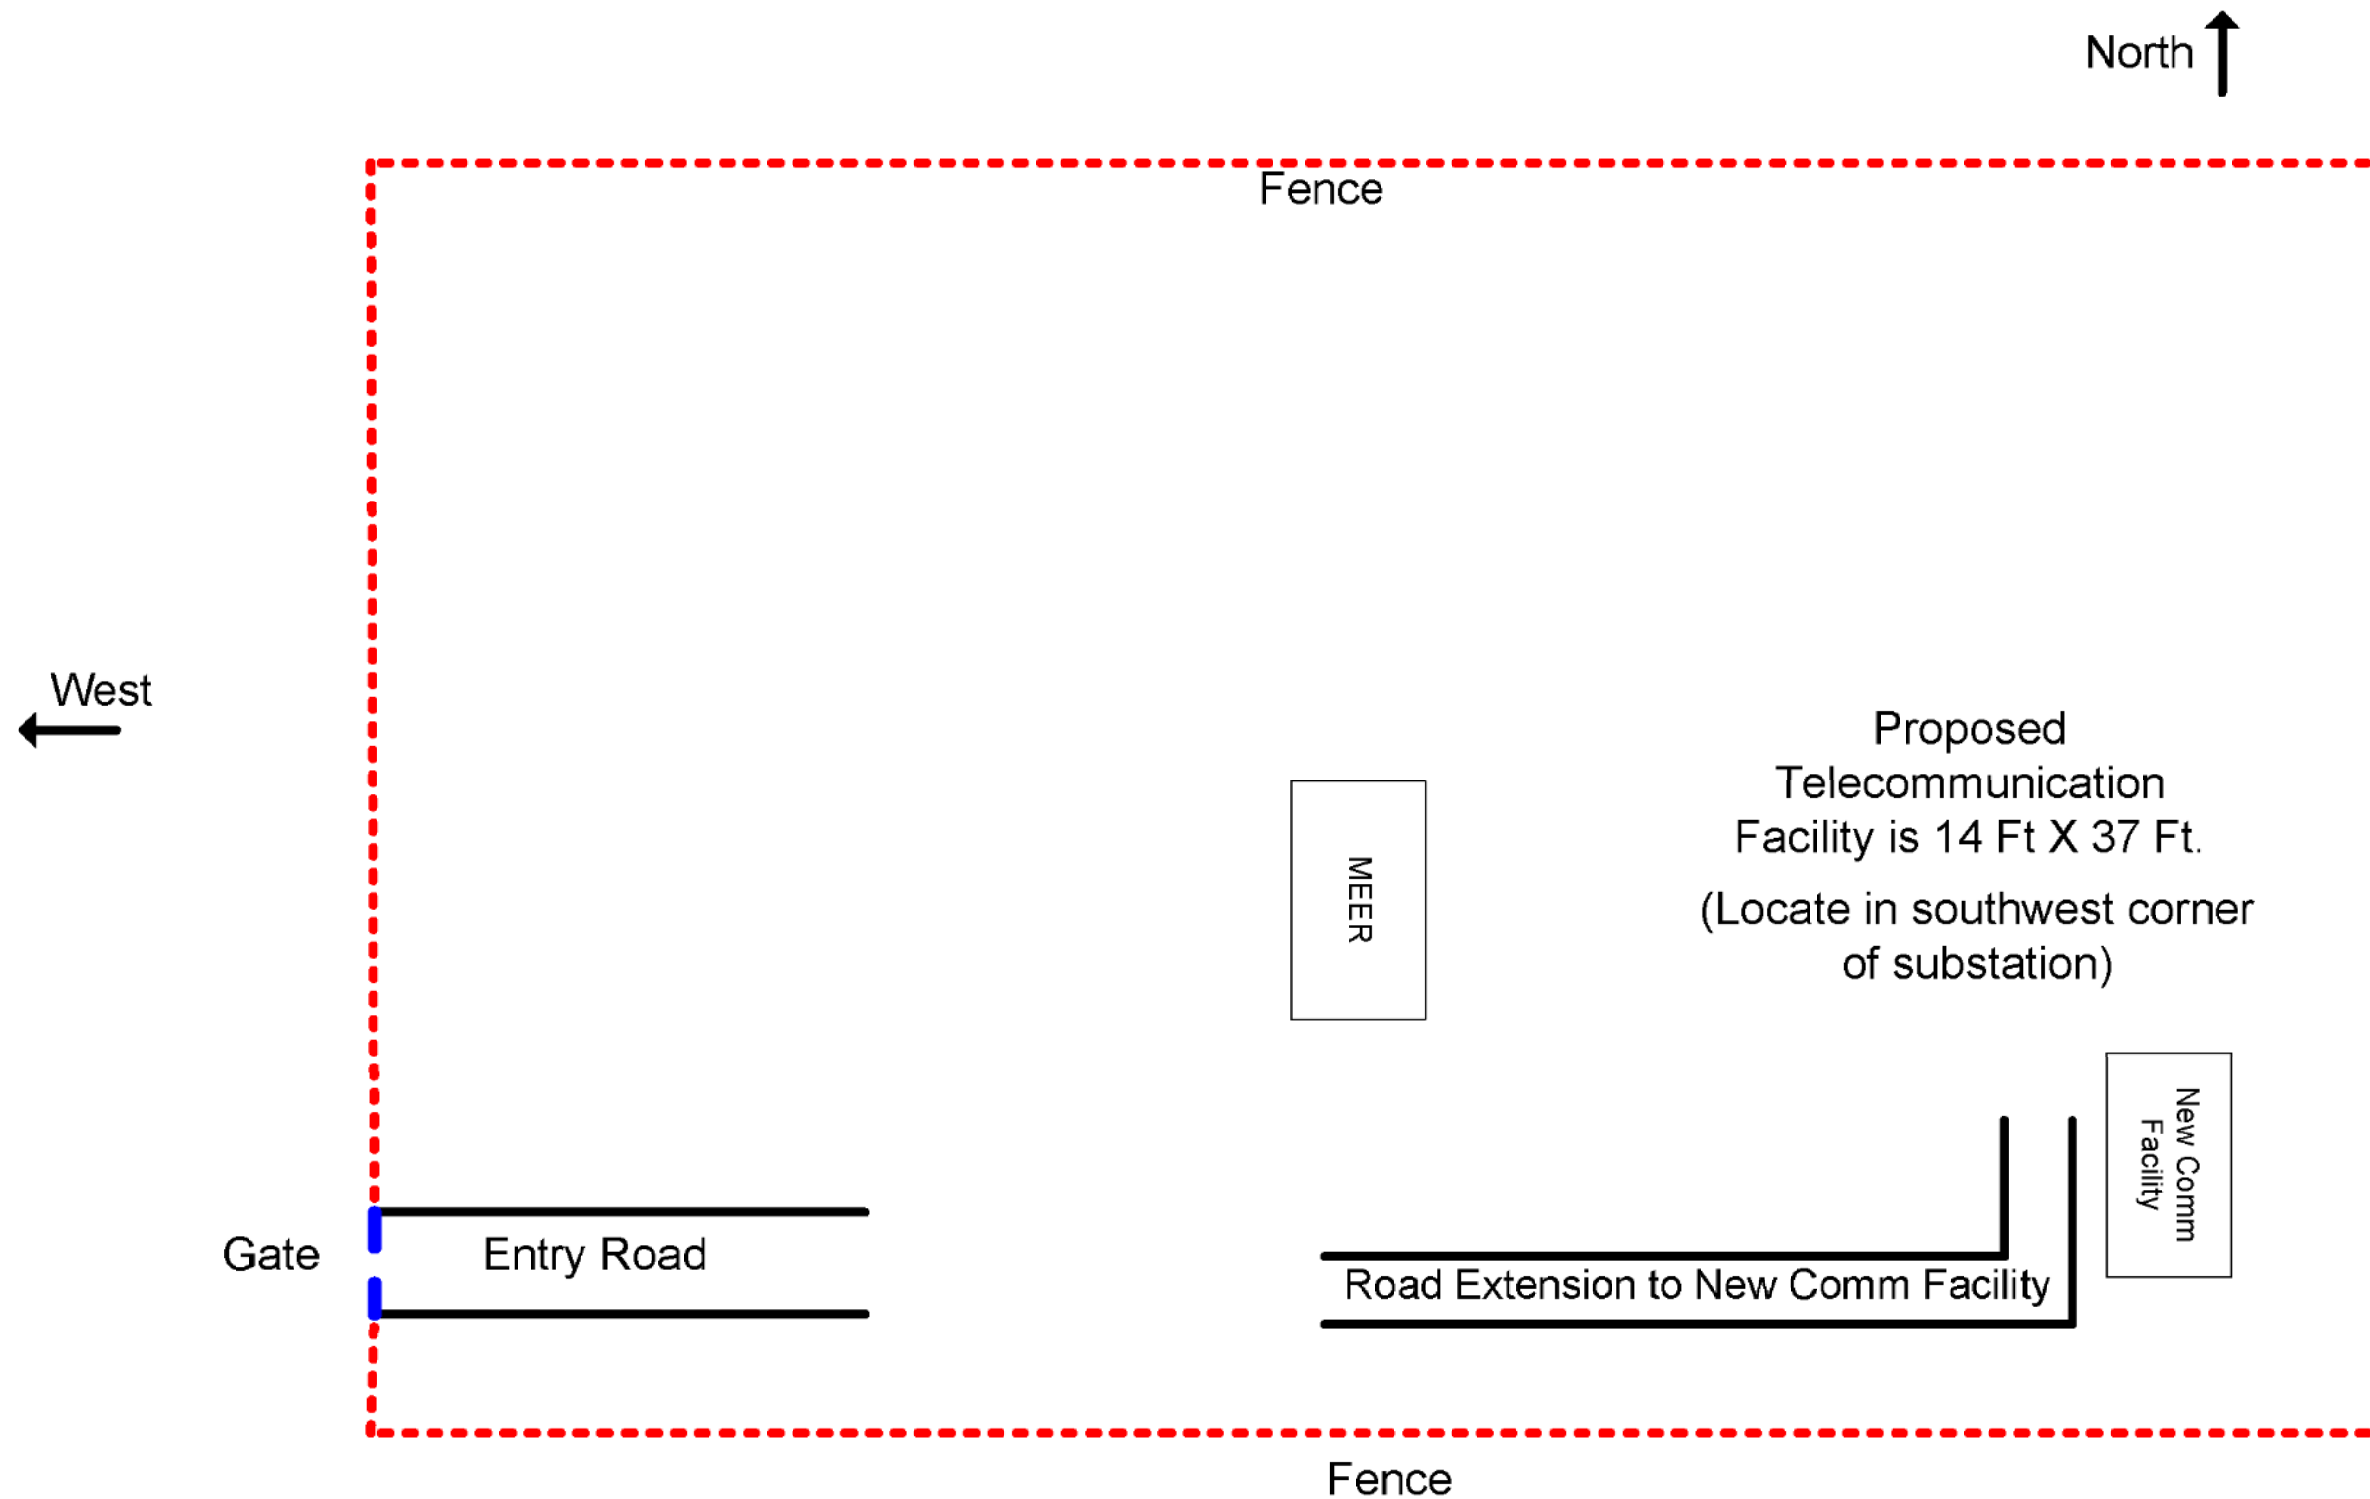 North
Fence
West
Proposed
Telecommunication
Facility is 14 Ft X 37 Ft.
(Locate in southwest corner
of substation)
MEER
New Comm
Facility
Gate
Entry Road
Road Extension to New Comm Facility
Fence